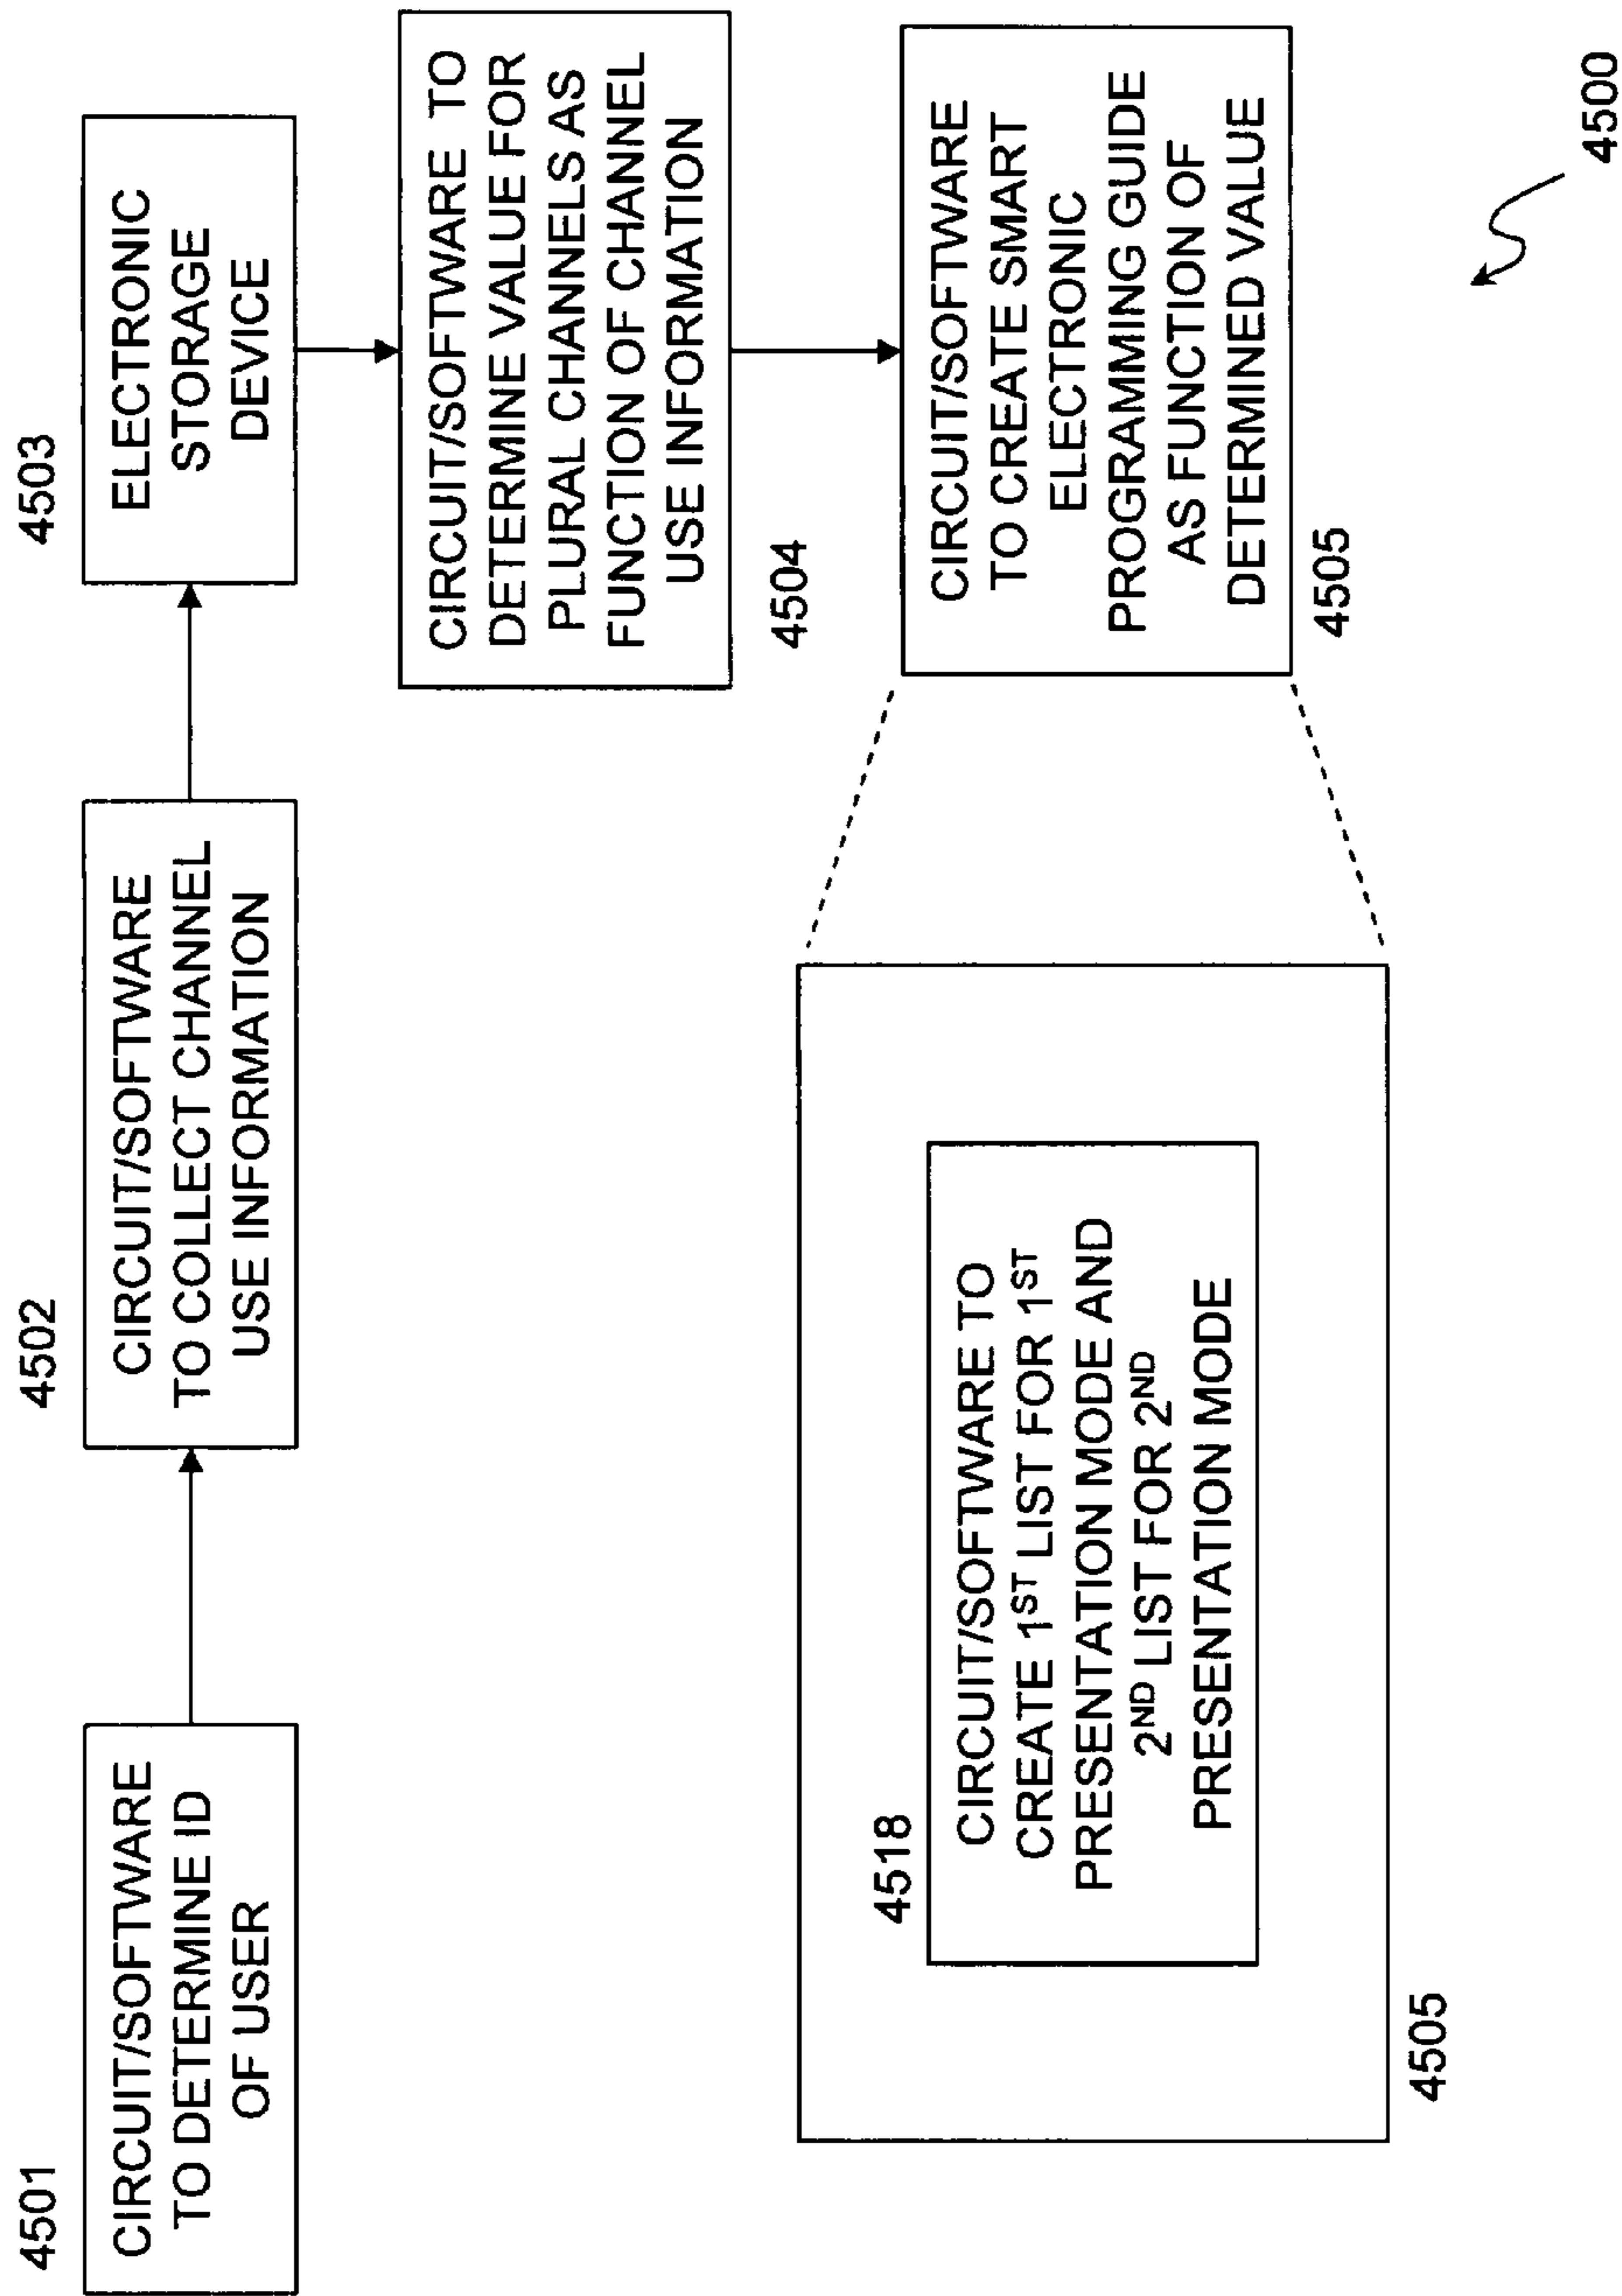 4501
CIRCUIT/SOFTWARE
TO DETERMINE ID
OF USER
4502
CIRCUIT/SOFTWARE
TO COLLECT CHANNEL
USE INFORMATION
4503
ELECTRONIC
STORAGE
DEVICE
CIRCUIT/SOFTWARE TO
DETERMINE VALUE FOR
PLURAL CHANNELS AS
FUNCTION OF CHANNEL
USE INFORMATION
4504
CIRCUIT/SOFTWARE
TO CREATE SMART
ELECTRONIC
PROGRAMMING GUIDE
AS FUNCTION OF
DETERMINED VALUE
4505
4518
CIRCUIT/SOFTWARE TO
CREATE 1ST LIST FOR 1ST
PRESENTATION MODE AND
2ND LIST FOR 2ND
PRESENTATION MODE
4505
4500